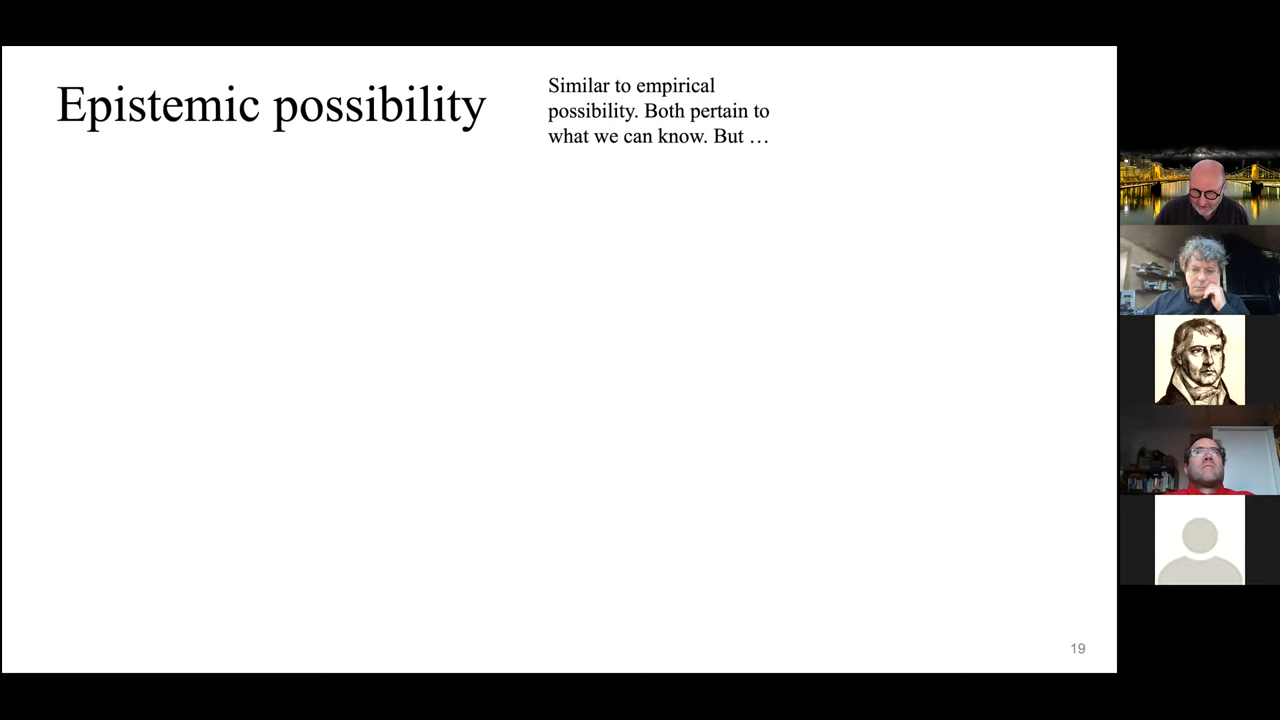 Epistemic possibility
Similar to empirical
possibility. Both pertain to
what we can know. But …
19